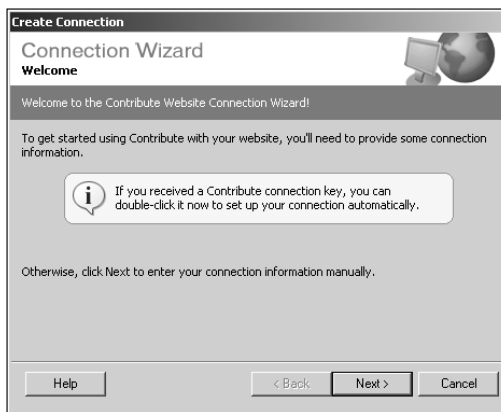 Create Connection
Connection Wizard
Welcome
Welcome to the Contribute Website Connection Wizard!
To get started using Contribute with your website, you'll need to provide some connection
information.
If you received a Contribute connection key, you can
double-click it now to set up your connection automatically.
Otherwise, click Next to enter your connection information manually.
Help
< Back
Next >
Cancel